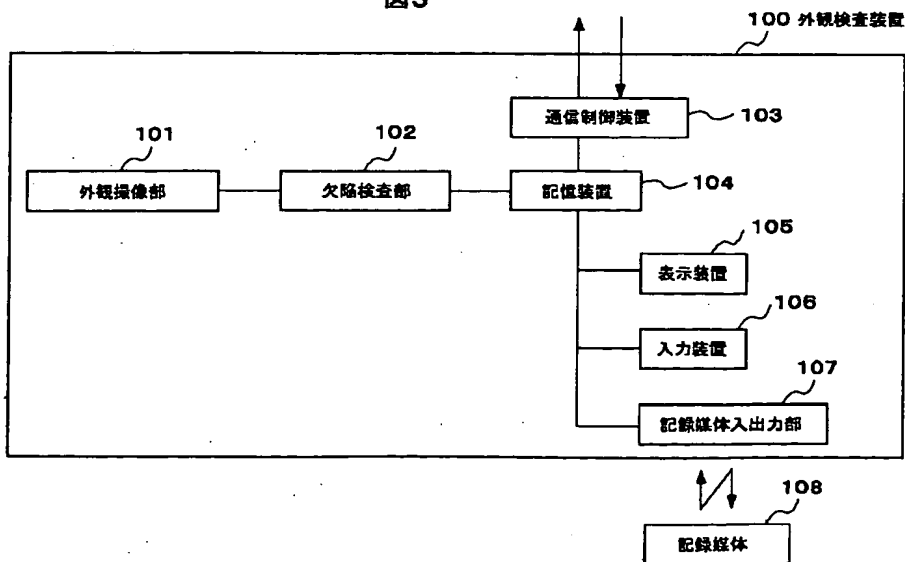 図3
100 外観検査装置
通信制御装置 103
101
102
外観撮像部
欠陥検査部
記憶装置
104
105
表示装置
106
入力装置
107
記録媒体入出力部
108
記録媒体